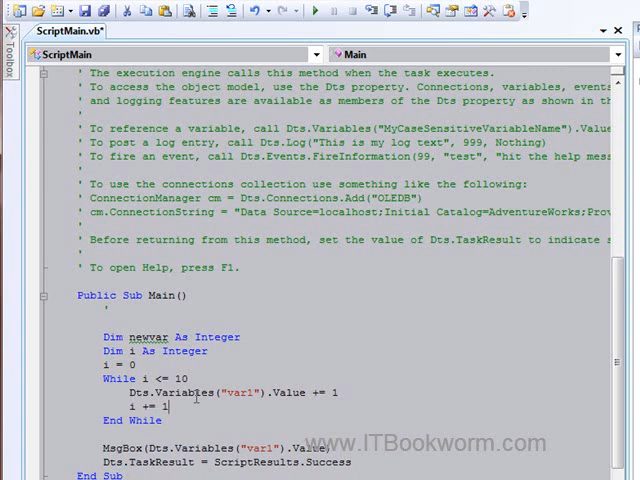 ScriptMain.vb*
Toolbox
ScriptMain
Main
' The execution engine calls this method when the task executes.
' To access the object model, use the Dts property. Connections, variables, events
' and logging features are available as members of the Dts property as shown in th
'
' To reference a variable, call Dts.Variables("MyCaseSensitiveVariableName").Value
' To post a log entry, call Dts.Log("This is my log text", 999, Nothing)
' To fire an event, call Dts.Events.FireInformation(99, "test", "hit the help mess
'
' To use the connections collection use something like the following:
' ConnectionManager cm = Dts.Connections.Add("OLEDB")
' cm.ConnectionString = "Data Source=localhost;Initial Catalog=AdventureWorks;Prov
'
' Before returning from this method, set the value of Dts.TaskResult to indicate s
'
' To open Help, press F1.
Public Sub Main()
'
Dim newvar As Integer
Dim i As Integer
i = 0
While i <= 10
Dts.Variables("var1").Value += 1
i += 1
End While
MsgBox(Dts.Variables("var1").Value)
www.ITBookworm.com
Dts.TaskResult = ScriptResults.Success
End Sub